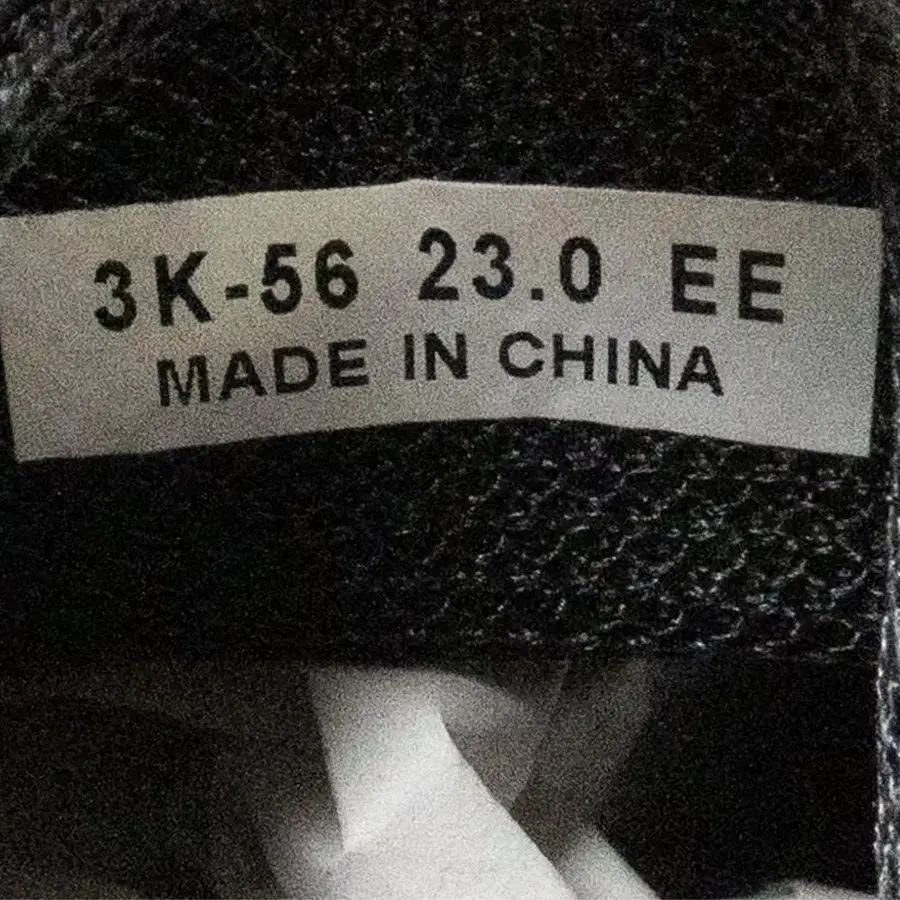 3K-56 23.0 EE
MADE IN CHINA